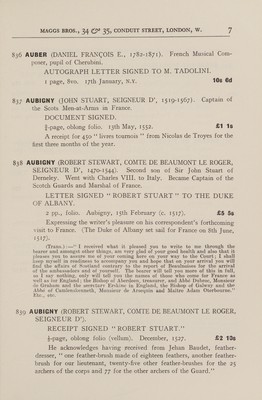 MAGGS BROS., 34 & 35, CONDUIT STREET, LONDON, W. 7
836 AUBER (DANIEL FRANÇOIS E., 1782-1871). French Musical Com-
poser, pupil of Cherubini.
AUTOGRAPH LETTER SIGNED TO M. TADOLINI.
1 page, 8vo. 17th January, N.Y. 10s 6d
837 AUBIGNY (JOHN STUART, SEIGNEUR D', 1519-1567). Captain of
the Scots Men-at-Arms in France.
DOCUMENT SIGNED.
½-page, oblong folio. 13th May, 1552. £1 1s
A receipt for 450 " livres tournois " from Nicolas de Troyes for the
first three months of the year.
838 AUBIGNY (ROBERT STEWART, COMTE DE BEAUMONT LE ROGER,
SEIGNEUR D', 1470-1544). Second son of Sir John Stuart of
Derneley. Went with Charles VIII. to Italy. Became Captain of the
Scotch Guards and Marshal of France.
LETTER SIGNED " ROBERT STUART " TO THE DUKE
OF ALBANY.
2 pp., folio. Aubigny, 15th February (c. 1517). £5 5s
Expressing the writer's pleasure on his correspondent's forthcoming
visit to France. (The Duke of Albany set sail for France on 8th June,
1517).
(Trans.):—" I received what it pleased you to write to me through the
bearer and amongst other things, am very glad of your good health and also that it
pleases you to assure me of your coming here on your way to the Court; I shall
keep myself in readiness to accompany you and hope that on your arrival you will
find the affairs of Scotland contrary to the report of Beaudemno for the arrival
of the ambassadors and of yourself. The bearer will tell you more of this in full,
so I say nothing, only will tell you the names of those who come for France as
well as for England; the Bishop of Aberdeen, treasurer, and Abbe Driborc, Monsieur
de Grahem and the secretary Erskine in England, the Bishop of Galway and the
Abbé of Cambuskenneth, Monsieur de Arasquin and Maitre Adam Overbourne."
Etc., etc.
839 AUBIGNY (ROBERT STEWART, COMTE DE BEAUMONT LE ROGER,
SEIGNEUR D').
RECEIPT SIGNED " ROBERT STUART."
½-page, oblong folio (vellum). December, 1527. £2 10s
He acknowledges having received from Jehan Baudet, feather-
dresser, " one feather-brush made of eighteen feathers, another feather-
brush for our lieutenant, twenty-five other feather-brushes for the 25
archers of the corps and 77 for the other archers of the Guard."